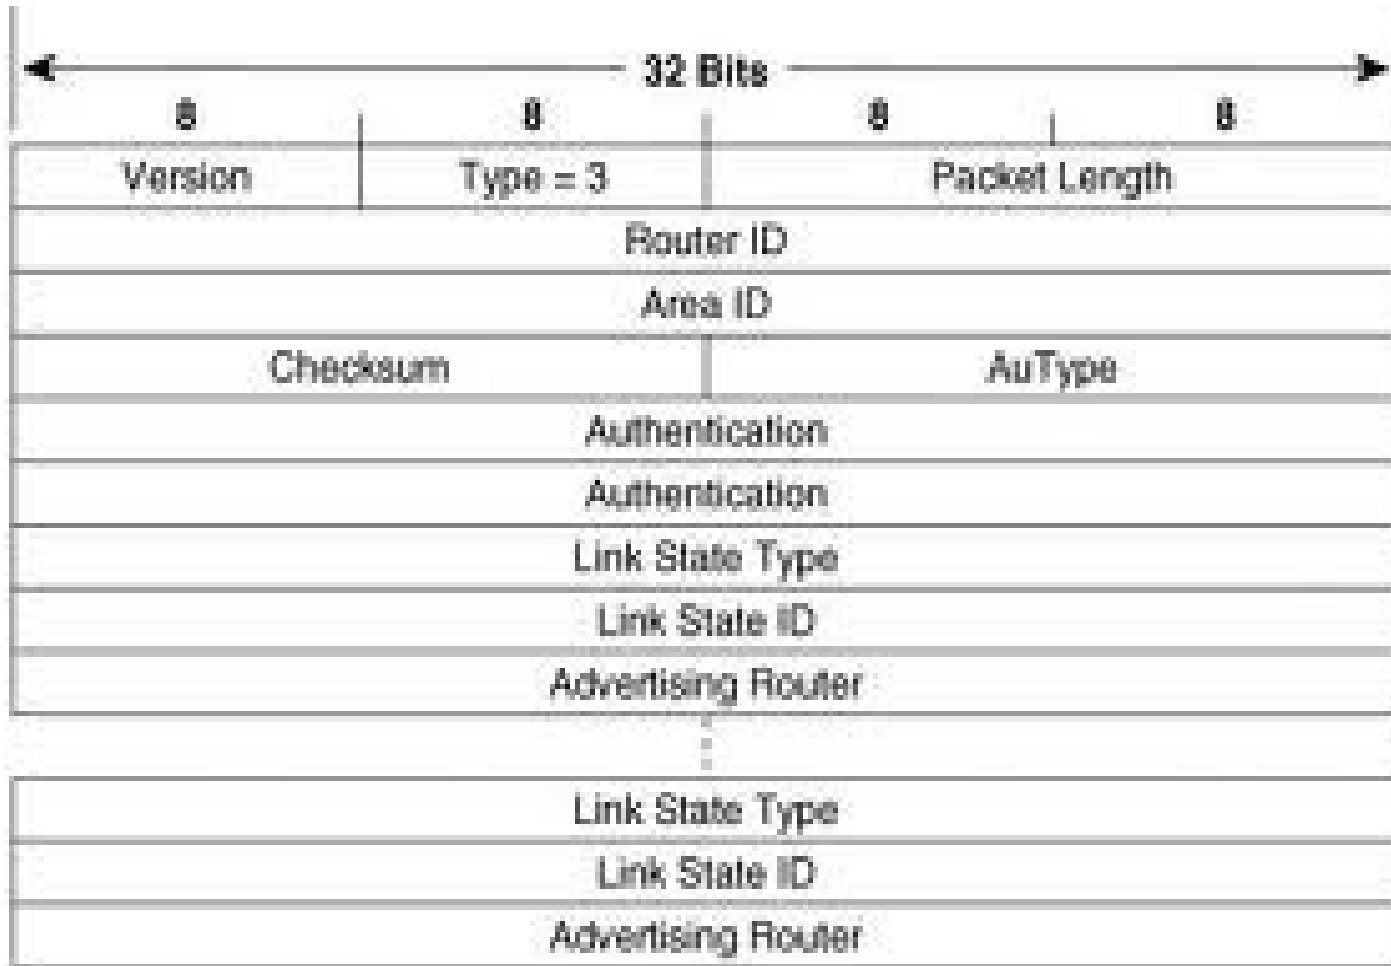 32 Bits
8 8 8 8
Version Type = 3 Packet Length
Router ID
Area ID
Checksum AuType
Authentication
Authentication
Link State Type
Link State ID
Advertising Router
Link State Type
Link State ID
Advertising Router